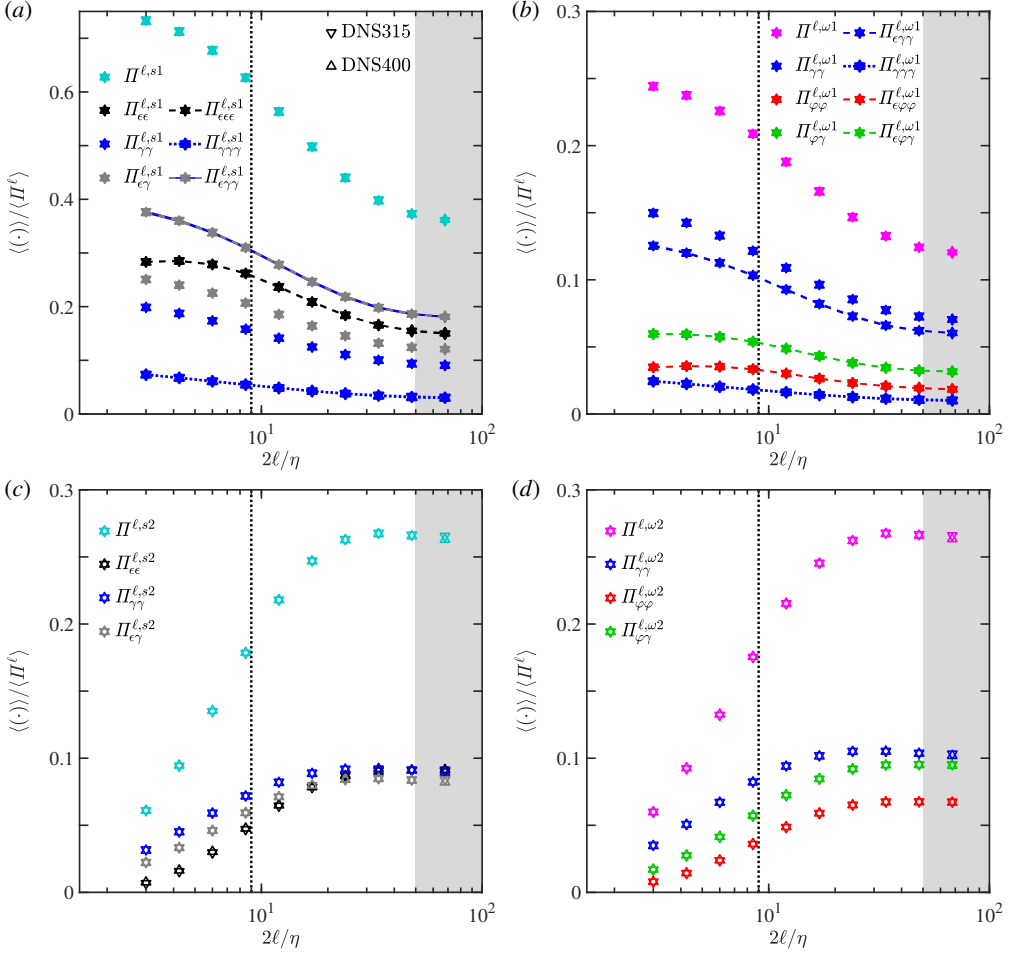 (a)
0.6
0.4
0.2
0
⟨(·)⟩/⟨Π^ℓ⟩
10^1
10^2
2ℓ/η
DNS315
DNS400
Π^{ℓ,s1}
Π^{ℓ,s1}_{ϵϵ} Π^{ℓ,s1}_{ϵϵϵ}
Π^{ℓ,s1}_{γγ} Π^{ℓ,s1}_{γγγ}
Π^{ℓ,s1}_{ϵγ} Π^{ℓ,s1}_{ϵγγ}
(b)
0.3
0.2
0.1
0
⟨(·)⟩/⟨Π^ℓ⟩
10^1
10^2
2ℓ/η
Π^{ℓ,ω1} Π^{ℓ,ω1}_{ϵγγ}
Π^{ℓ,ω1}_{γγ} Π^{ℓ,ω1}_{γγγ}
Π^{ℓ,ω1}_{φφ} Π^{ℓ,ω1}_{ϵφφ}
Π^{ℓ,ω1}_{φγ} Π^{ℓ,ω1}_{ϵφγ}
(c)
0.3
0.2
0.1
0
⟨(·)⟩/⟨Π^ℓ⟩
10^1
10^2
2ℓ/η
Π^{ℓ,s2}
Π^{ℓ,s2}_{ϵϵ}
Π^{ℓ,s2}_{γγ}
Π^{ℓ,s2}_{ϵγ}
(d)
0.3
0.2
0.1
0
⟨(·)⟩/⟨Π^ℓ⟩
10^1
10^2
2ℓ/η
Π^{ℓ,ω2}
Π^{ℓ,ω2}_{γγ}
Π^{ℓ,ω2}_{φφ}
Π^{ℓ,ω2}_{φγ}